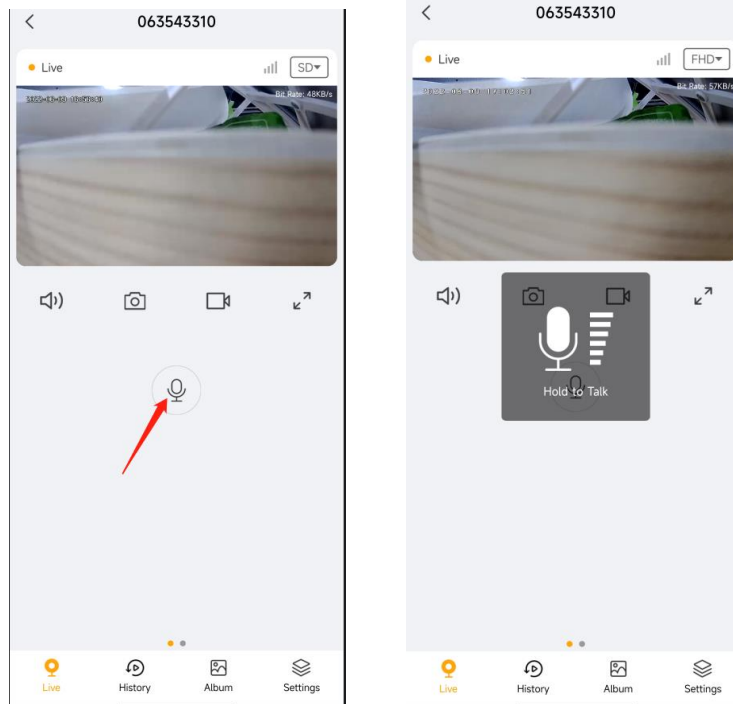 063543310
Live
SD
Bit Rate: 48KB/s
Live
History
Album
Settings
063543310
Live
FHD
Bit Rate: 57KB/s
Hold to Talk
Live
History
Album
Settings